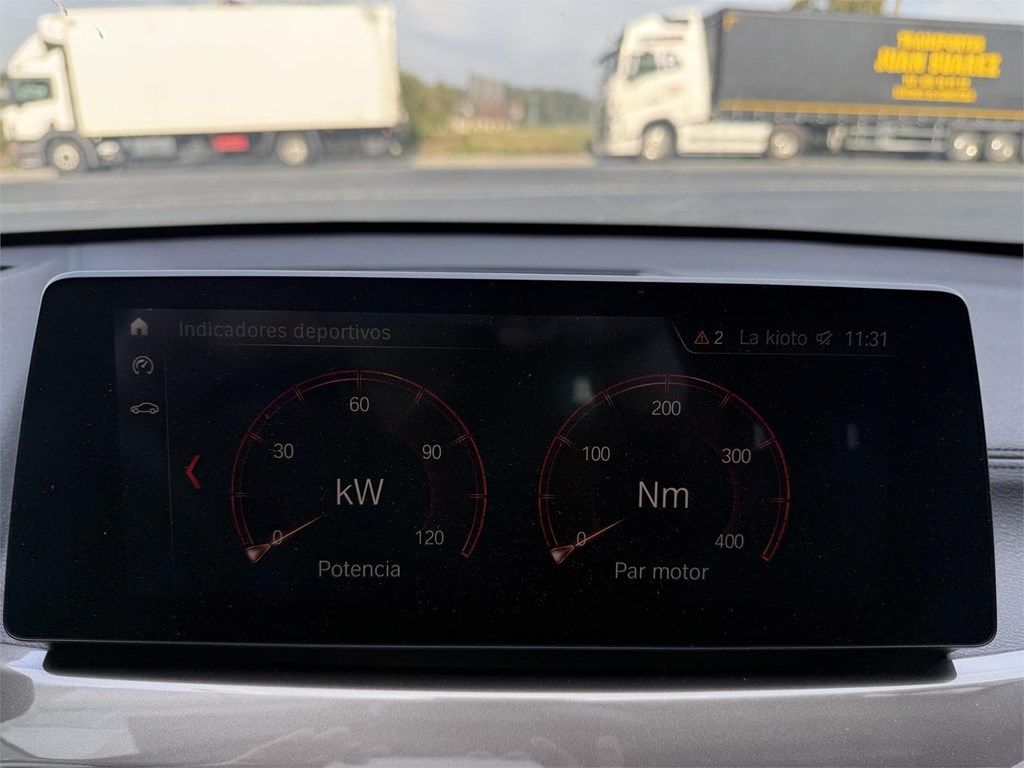 TRANSPORTES
JUAN SUAREZ
Indicadores deportivos
2 La kioto 11:31
60
30
90
kW
0
120
Potencia
200
100
300
Nm
0
400
Par motor